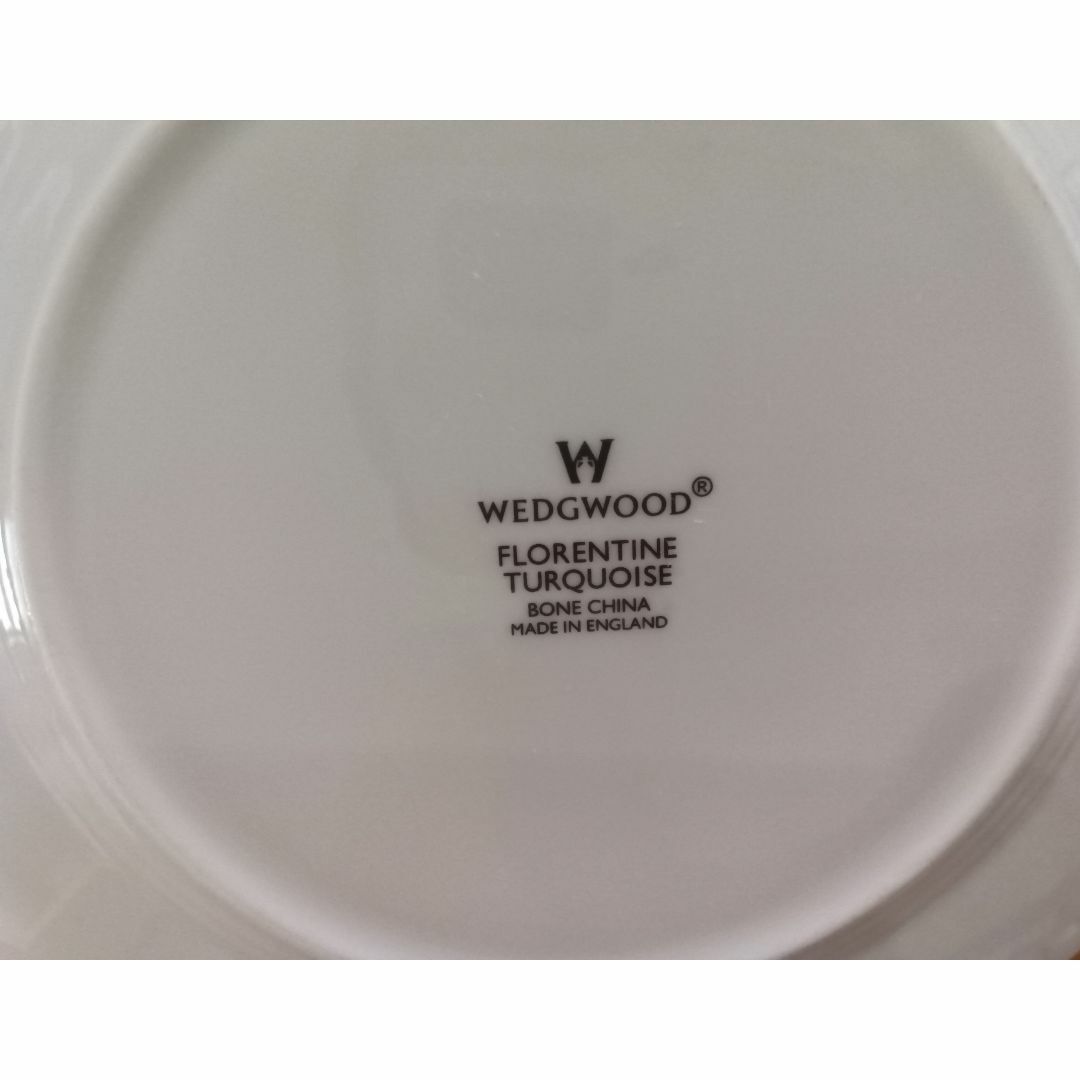 W
WEDGWOOD®
FLORENTINE
TURQUOISE
BONE CHINA
MADE IN ENGLAND